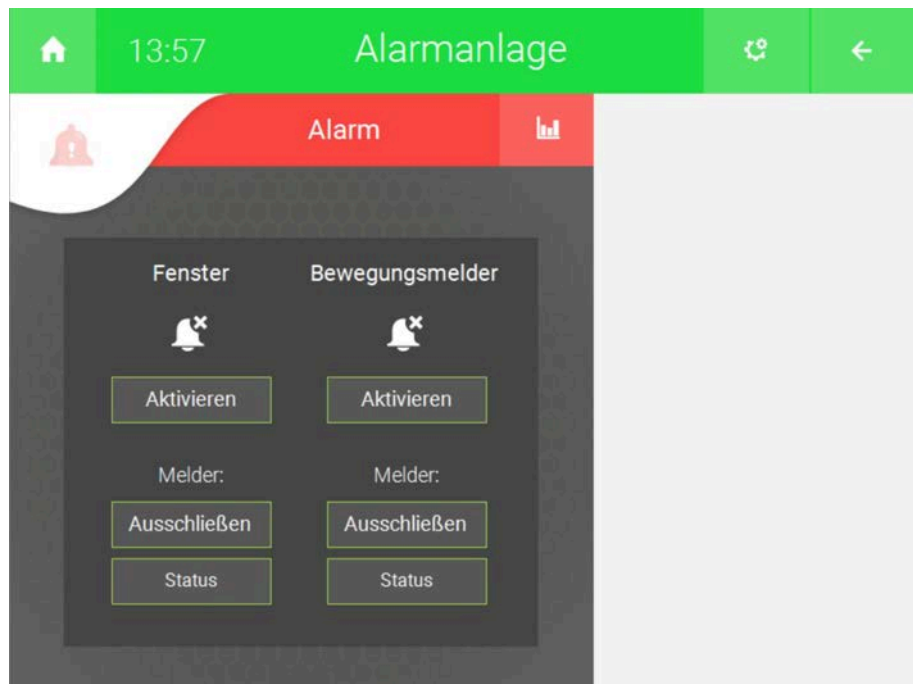 13:57 Alarmanlage
Alarm
Fenster Bewegungsmelder
Aktivieren Aktivieren
Melder: Melder:
Ausschließen Ausschließen
Status Status